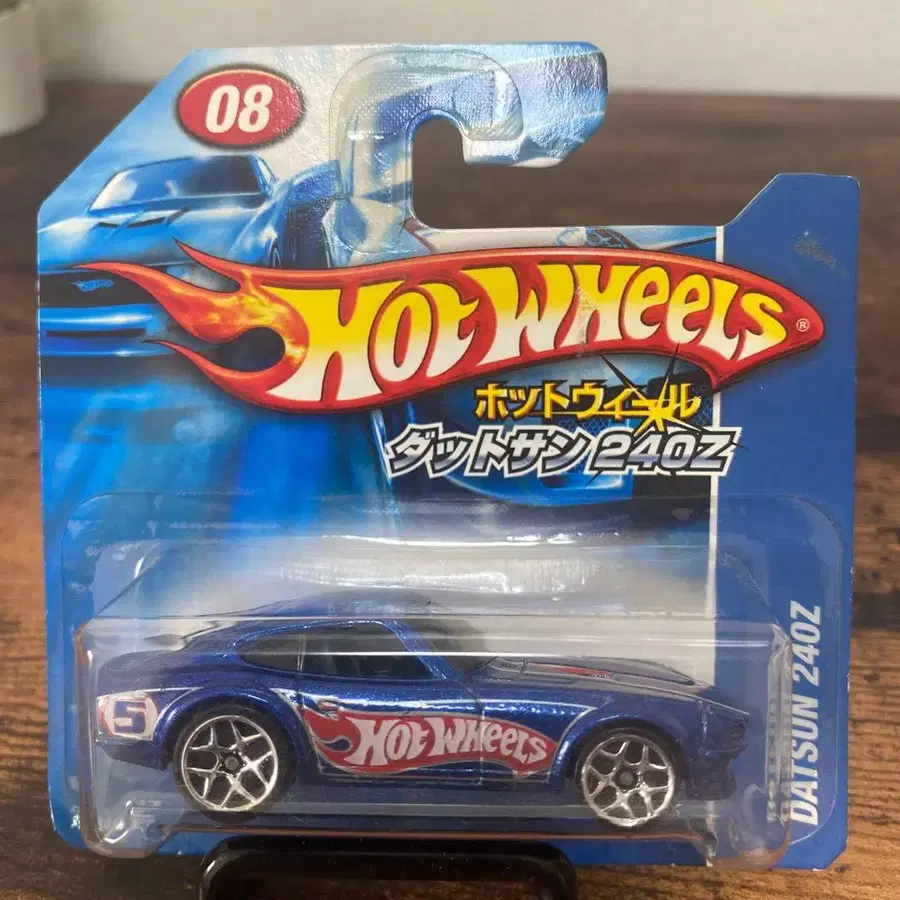 08
HOT WHEELS®
ホットウィール
ダットサン 240Z
DATSUN 240Z
5
HOT WHEELS